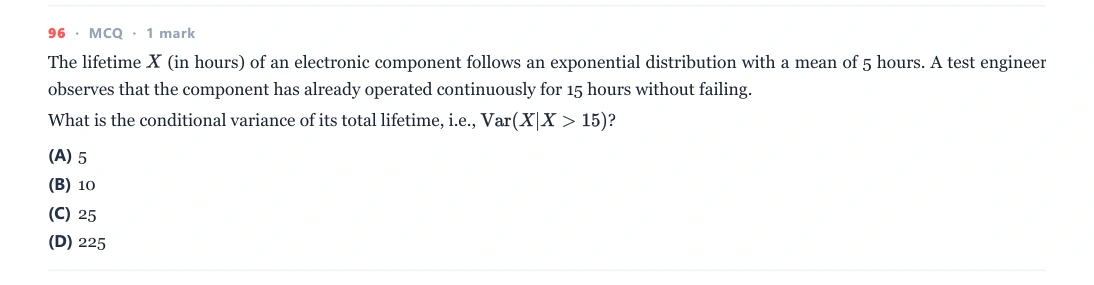 96 · MCQ · 1 mark
The lifetime X (in hours) of an electronic component follows an exponential distribution with a mean of 5 hours. A test engineer
observes that the component has already operated continuously for 15 hours without failing.
What is the conditional variance of its total lifetime, i.e., Var(X|X > 15)?
(A) 5
(B) 10
(C) 25
(D) 225